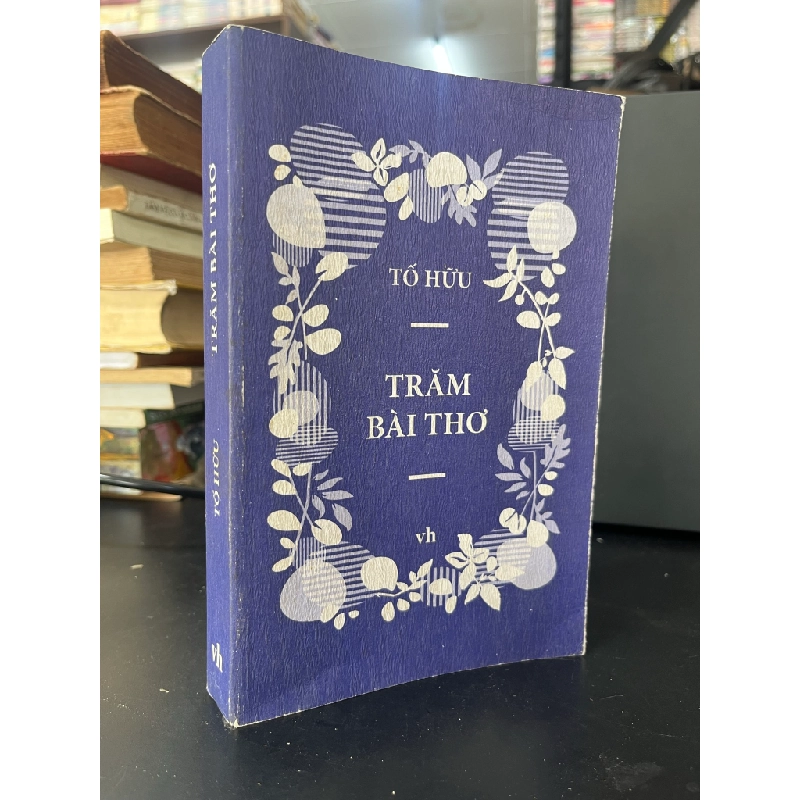 TỐ HỮU
TRĂM
BÀI THƠ
vh
TRĂM BÀI THƠ
TỐ HỮU
vh